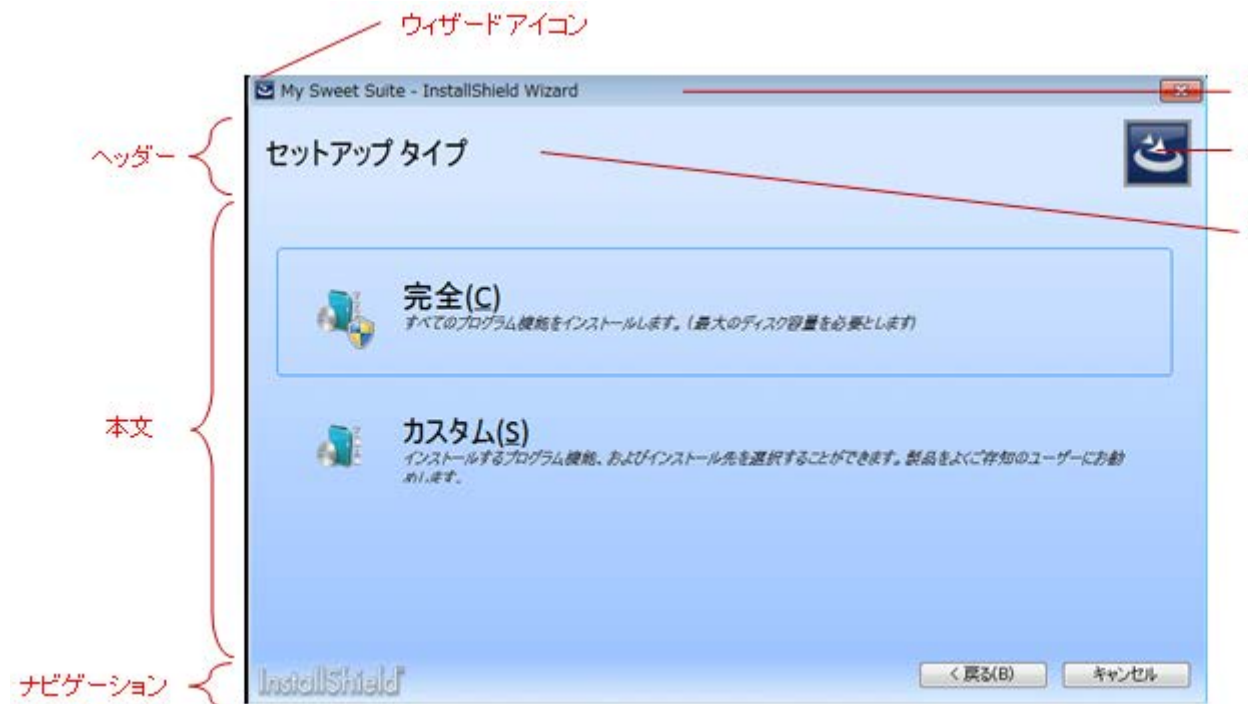 ウィザード アイコン
My Sweet Suite - InstallShield Wizard
ヘッダー
セットアップ タイプ
完全(C)
すべてのプログラム機能をインストールします。(最大のディスク容量を必要とします)
本文
カスタム(S)
インストールするプログラム機能、およびインストール先を選択することができます。製品をよくご存知のユーザーにお勧
めします。
ナビゲーション
InstallShield
< 戻る(B)
キャンセル